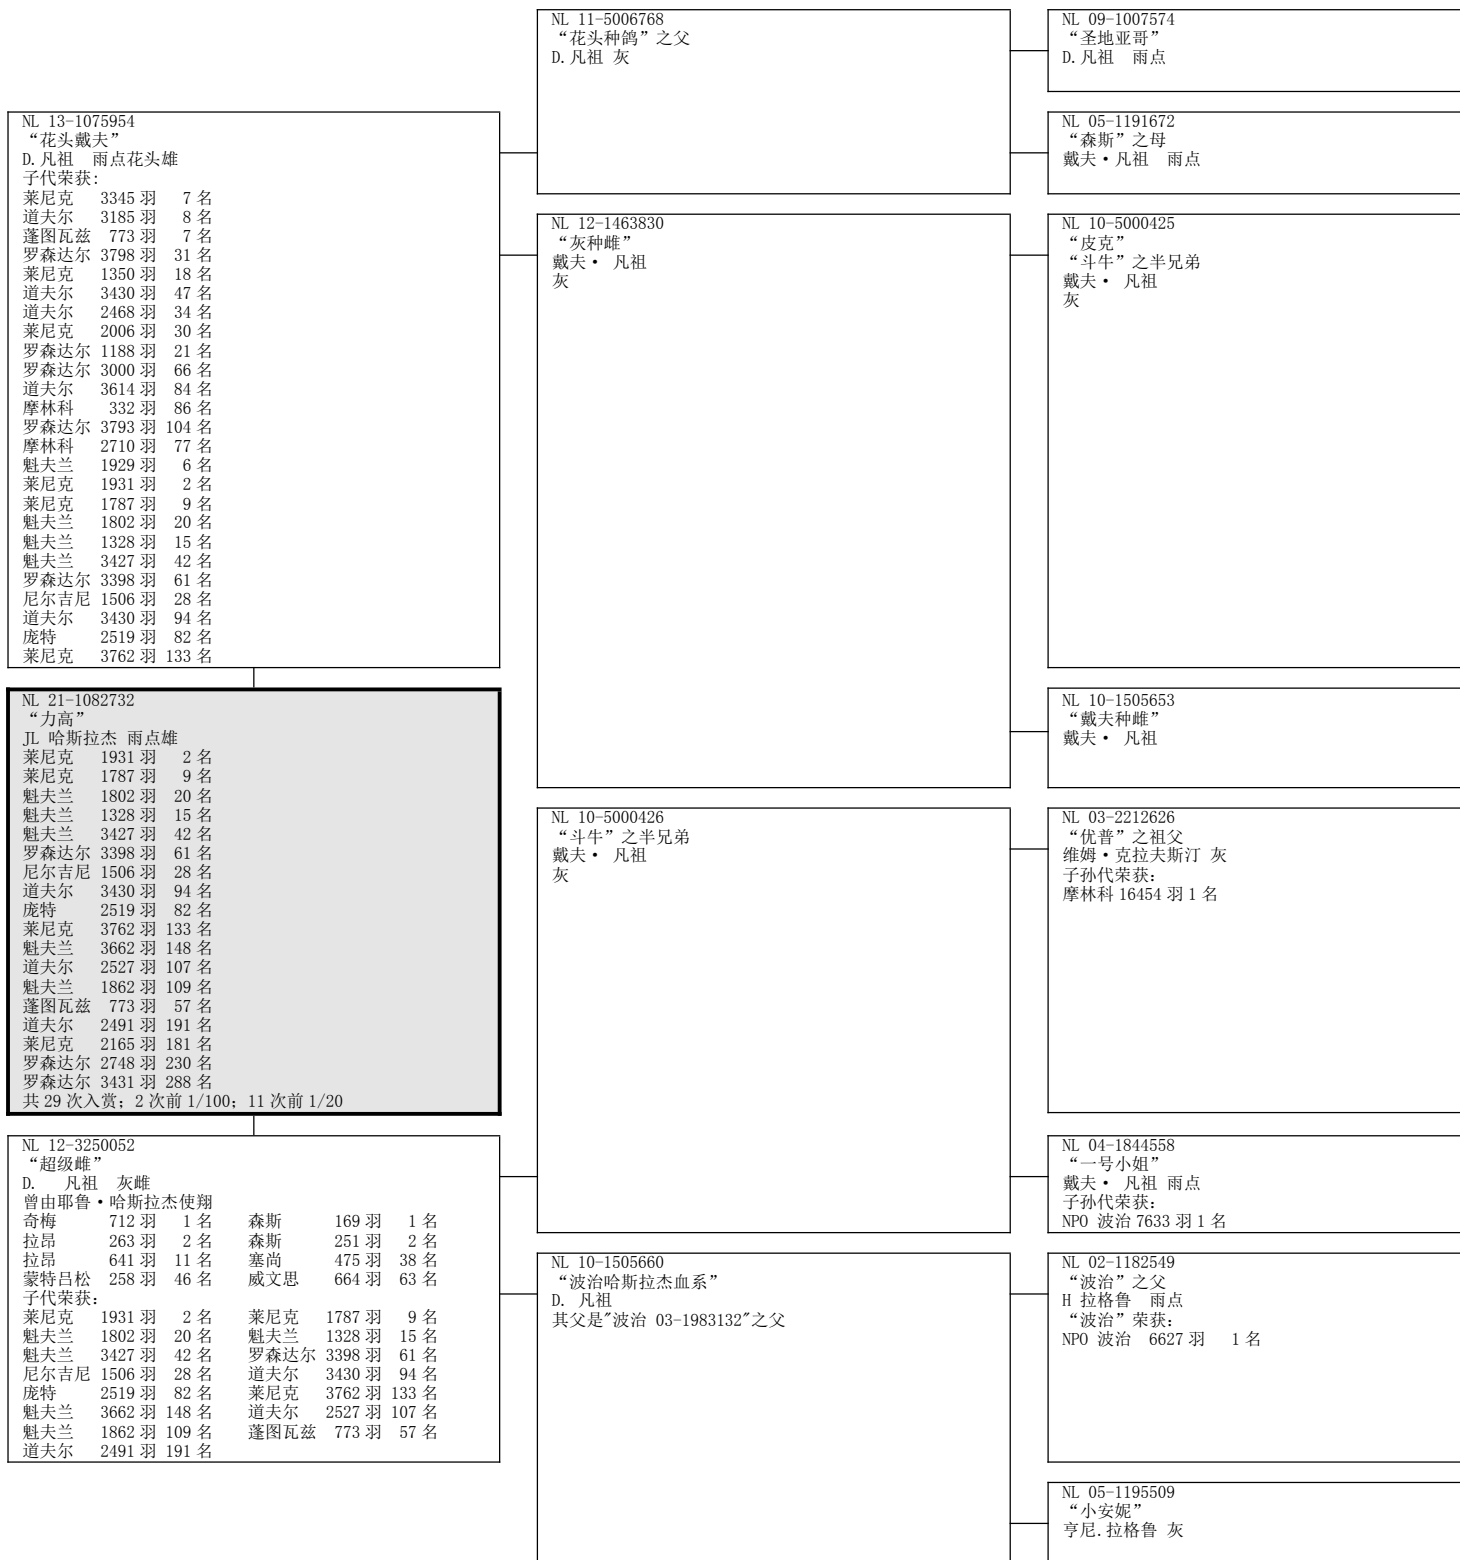 NL 13-1075954
“花头戴夫”
D.凡祖 雨点花头雄
子代荣获:
莱尼克 3345 羽 7 名
道夫尔 3185 羽 8 名
蓬图瓦兹 773 羽 7 名
罗森达尔 3798 羽 31 名
莱尼克 1350 羽 18 名
道夫尔 3430 羽 47 名
道夫尔 2468 羽 34 名
莱尼克 2006 羽 30 名
罗森达尔 1188 羽 21 名
罗森达尔 3000 羽 66 名
道夫尔 3614 羽 84 名
摩林科 332 羽 86 名
罗森达尔 3793 羽 104 名
摩林科 2710 羽 77 名
魁夫兰 1929 羽 6 名
莱尼克 1931 羽 2 名
莱尼克 1787 羽 9 名
魁夫兰 1802 羽 20 名
魁夫兰 1328 羽 15 名
魁夫兰 3427 羽 42 名
罗森达尔 3398 羽 61 名
尼尔吉尼 1506 羽 28 名
道夫尔 3430 羽 94 名
庞特 2519 羽 82 名
莱尼克 3762 羽 133 名
NL 21-1082732
“力高”
JL 哈斯拉杰 雨点雄
莱尼克 1931 羽 2 名
莱尼克 1787 羽 9 名
魁夫兰 1802 羽 20 名
魁夫兰 1328 羽 15 名
魁夫兰 3427 羽 42 名
罗森达尔 3398 羽 61 名
尼尔吉尼 1506 羽 28 名
道夫尔 3430 羽 94 名
庞特 2519 羽 82 名
莱尼克 3762 羽 133 名
魁夫兰 3662 羽 148 名
道夫尔 2527 羽 107 名
魁夫兰 1862 羽 109 名
蓬图瓦兹 773 羽 57 名
道夫尔 2491 羽 191 名
莱尼克 2165 羽 181 名
罗森达尔 2748 羽 230 名
罗森达尔 3431 羽 288 名
共 29 次入赏；2 次前 1/100；11 次前 1/20
NL 12-3250052
“超级雌”
D. 凡祖 灰雌
曾由耶鲁•哈斯拉杰使翔
奇梅 712 羽 1 名 森斯 169 羽 1 名
拉昂 263 羽 2 名 森斯 251 羽 2 名
拉昂 641 羽 11 名 塞尚 475 羽 38 名
蒙特吕松 258 羽 46 名 威文思 664 羽 63 名
子代荣获：
莱尼克 1931 羽 2 名 莱尼克 1787 羽 9 名
魁夫兰 1802 羽 20 名 魁夫兰 1328 羽 15 名
魁夫兰 3427 羽 42 名 罗森达尔 3398 羽 61 名
尼尔吉尼 1506 羽 28 名 道夫尔 3430 羽 94 名
庞特 2519 羽 82 名 莱尼克 3762 羽 133 名
魁夫兰 3662 羽 148 名 道夫尔 2527 羽 107 名
魁夫兰 1862 羽 109 名 蓬图瓦兹 773 羽 57 名
道夫尔 2491 羽 191 名
NL 11-5006768
“花头种鸽”之父
D.凡祖 灰
NL 12-1463830
“灰种雌”
戴夫• 凡祖
灰
NL 10-5000426
“斗牛”之半兄弟
戴夫• 凡祖
灰
NL 10-1505660
“波治哈斯拉杰血系”
D. 凡祖
其父是"波治 03-1983132"之父
NL 09-1007574
“圣地亚哥”
D.凡祖 雨点
NL 05-1191672
“森斯”之母
戴夫•凡祖 雨点
NL 10-5000425
“皮克”
“斗牛”之半兄弟
戴夫• 凡祖
灰
NL 10-1505653
“戴夫种雌”
戴夫• 凡祖
NL 03-2212626
“优普”之祖父
维姆•克拉夫斯汀 灰
子孙代荣获：
摩林科 16454 羽 1 名
NL 04-1844558
“一号小姐”
戴夫• 凡祖 雨点
子孙代荣获：
NPO 波治 7633 羽 1 名
NL 02-1182549
“波治”之父
H 拉格鲁 雨点
“波治”荣获：
NPO 波治 6627 羽 1 名
NL 05-1195509
“小安妮”
亨尼.拉格鲁 灰